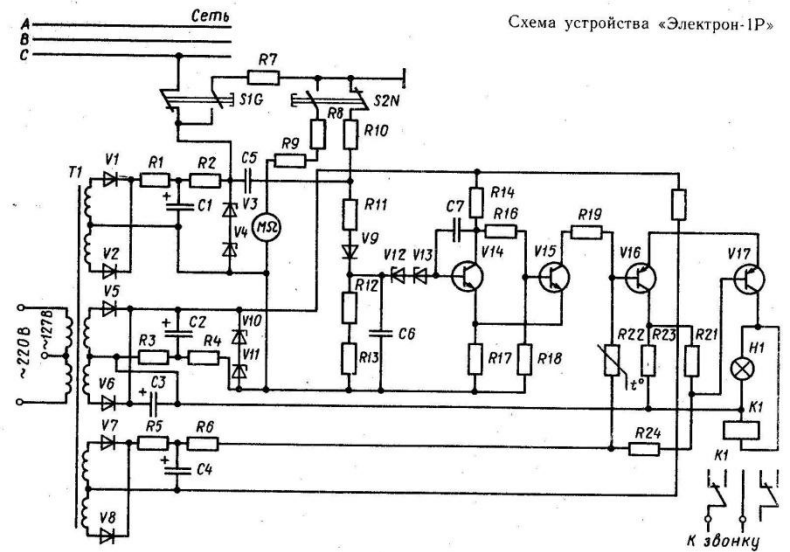 Схема устройства «Электрон-1Р»
Сеть
A
B
C
R7
S1G
S2N
R8
R9
R10
T1
V1
R1
R2
C5
V3
C1
V4
MΩ
V2
R11
V9
C7
R14
R16
R19
V12
V13
V14
V15
V16
V17
V5
~220В
~127В
C2
V10
R3
R4
V11
R12
C6
R13
R17
R18
R22
t°
R23
R21
H1
V6
C3
K1
V7
R5
R6
R24
C4
K1
V8
К звонку